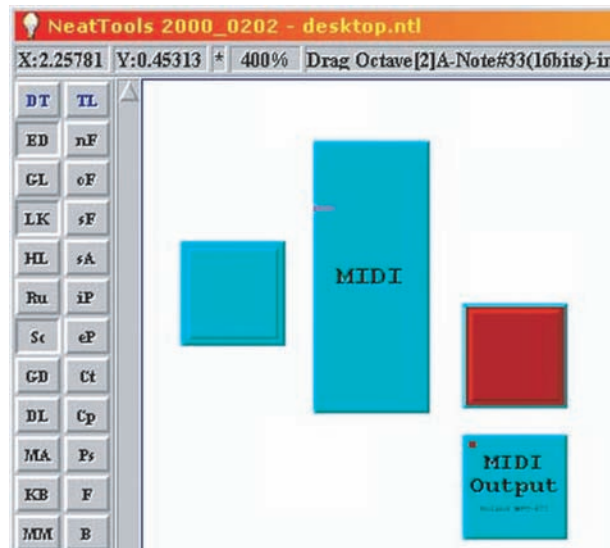 NeatTools 2000_0202 - desktop.ntl
X:2.25781 Y:0.45313 * 400% Drag Octave[2]A-Note#33(16bits)-in
DT TL
ED nF
GL oF
LK sF
HL sA
Ru iP
Sc eP
GD Ct
DL Cp
MA Ps
KB F
MM B
MIDI
MIDI
Output